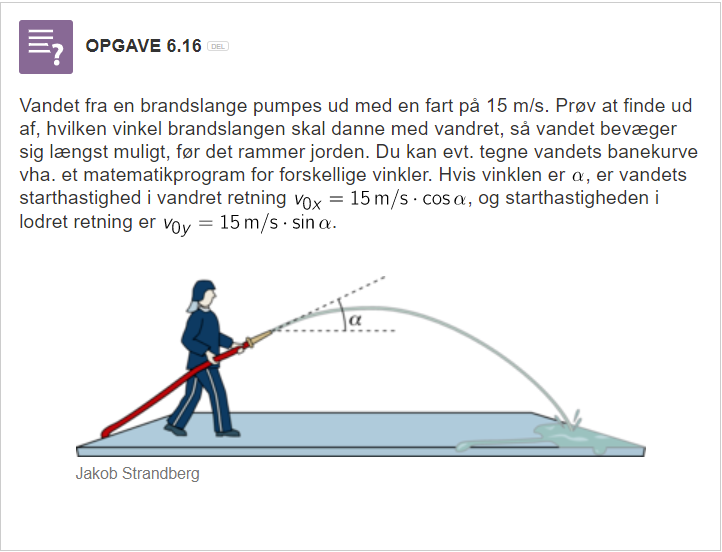 OPGAVE 6.16 DEL
Vandet fra en brandslange pumpes ud med en fart på 15 m/s. Prøv at finde ud
af, hvilken vinkel brandslangen skal danne med vandret, så vandet bevæger
sig længst muligt, før det rammer jorden. Du kan evt. tegne vandets banekurve
vha. et matematikprogram for forskellige vinkler. Hvis vinklen er α, er vandets
starthastighed i vandret retning v₀ₓ = 15 m/s · cos α, og starthastigheden i
lodret retning er v₀y = 15 m/s · sin α.
α
Jakob Strandberg